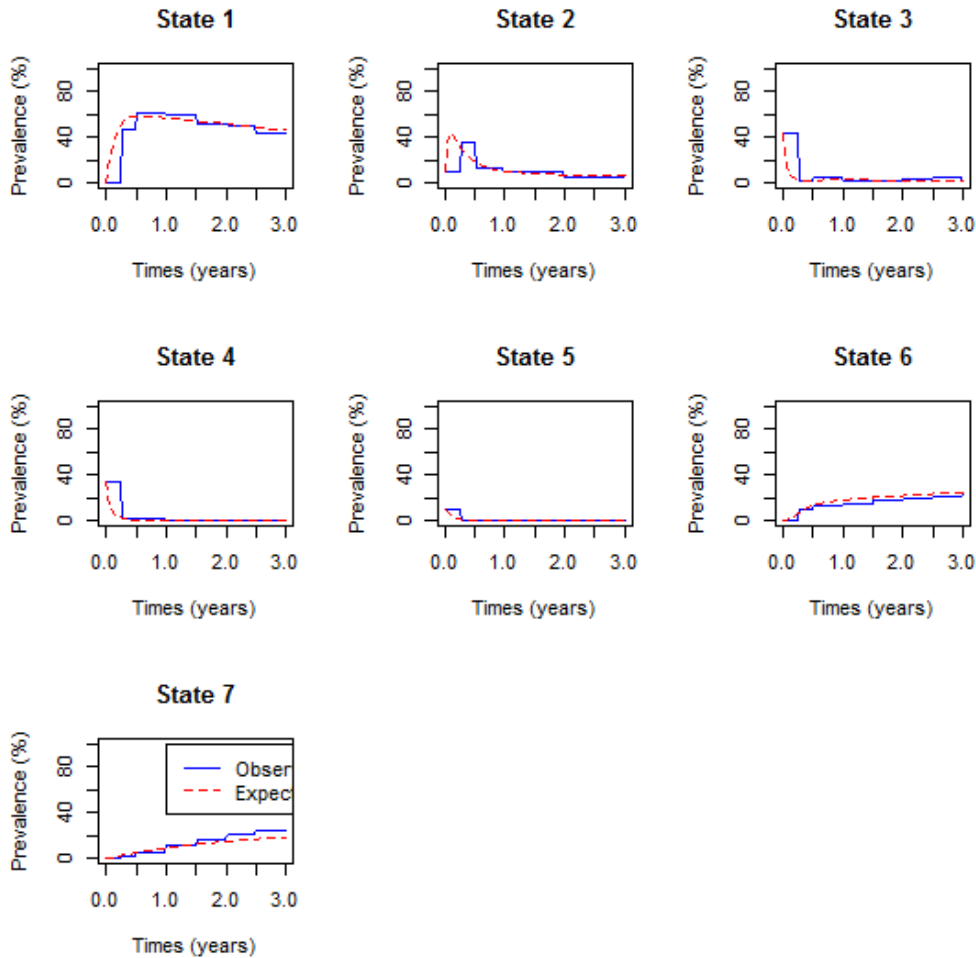 State 1
State 2
State 3
Prevalence (%)
80
40
0
0.0 1.0 2.0 3.0
Times (years)
Prevalence (%)
80
40
0
0.0 1.0 2.0 3.0
Times (years)
Prevalence (%)
80
40
0
0.0 1.0 2.0 3.0
Times (years)
State 4
State 5
State 6
Prevalence (%)
80
40
0
0.0 1.0 2.0 3.0
Times (years)
Prevalence (%)
80
40
0
0.0 1.0 2.0 3.0
Times (years)
Prevalence (%)
80
40
0
0.0 1.0 2.0 3.0
Times (years)
State 7
Prevalence (%)
80
40
0
Obser
Expec
0.0 1.0 2.0 3.0
Times (years)